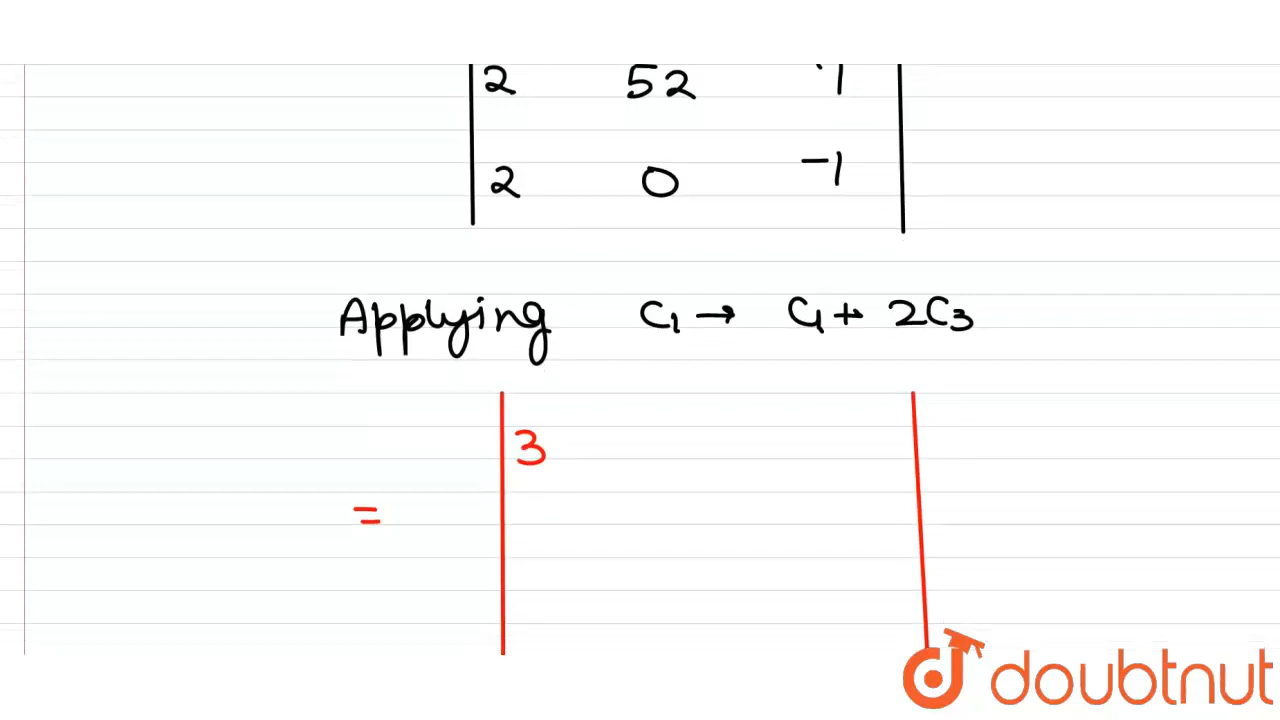 2 52 -1
2 0 -1
Applying C1 → C1 + 2C3
3
=
doubtnut